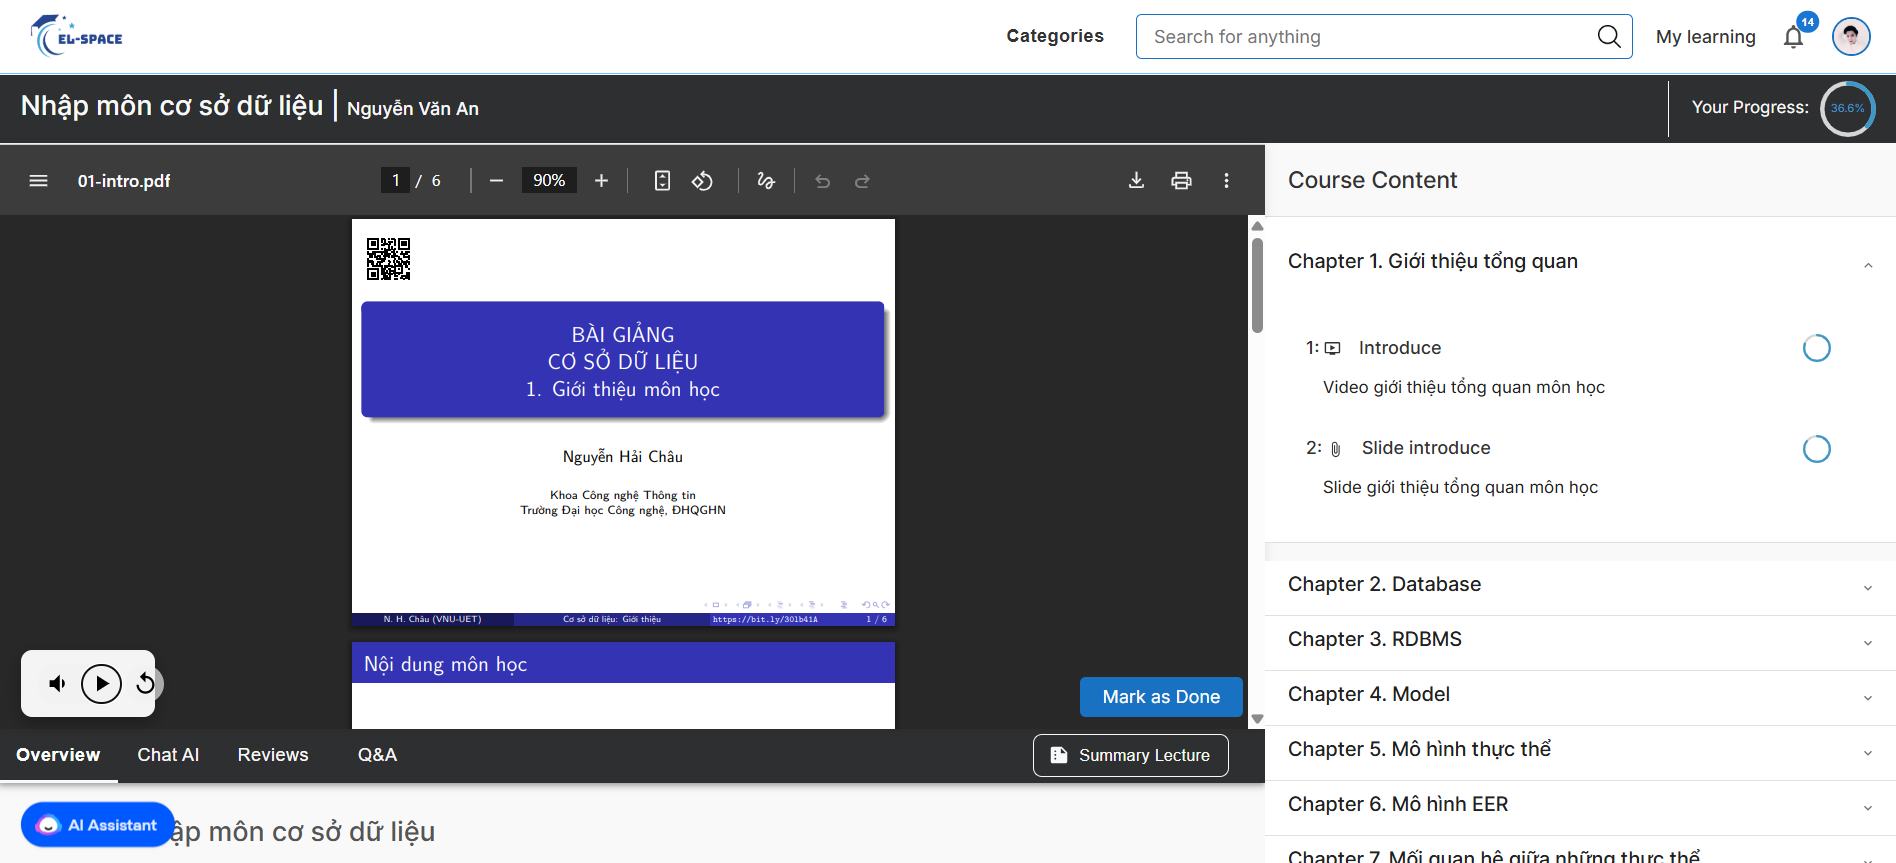 EL-SPACE
Categories
Search for anything
My learning
14
Nhập môn cơ sở dữ liệu | Nguyễn Văn An
Your Progress:
36.6%
01-intro.pdf
1 / 6
90%
BÀI GIẢNG
CƠ SỞ DỮ LIỆU
1. Giới thiệu môn học
Nguyễn Hải Châu
Khoa Công nghệ Thông tin
Trường Đại học Công nghệ, ĐHQGHN
N. H. Châu (VNU-UET)
Cơ sở dữ liệu: Giới thiệu
https://bit.ly/3Olb41A
1 / 6
Nội dung môn học
Mark as Done
Overview
Chat AI
Reviews
Q&A
Summary Lecture
AI Assistant
ập môn cơ sở dữ liệu
Course Content
Chapter 1. Giới thiệu tổng quan
1: Introduce
Video giới thiệu tổng quan môn học
2: Slide introduce
Slide giới thiệu tổng quan môn học
Chapter 2. Database
Chapter 3. RDBMS
Chapter 4. Model
Chapter 5. Mô hình thực thể
Chapter 6. Mô hình EER
Chapter 7. Mối quan hệ giữa những thực thể